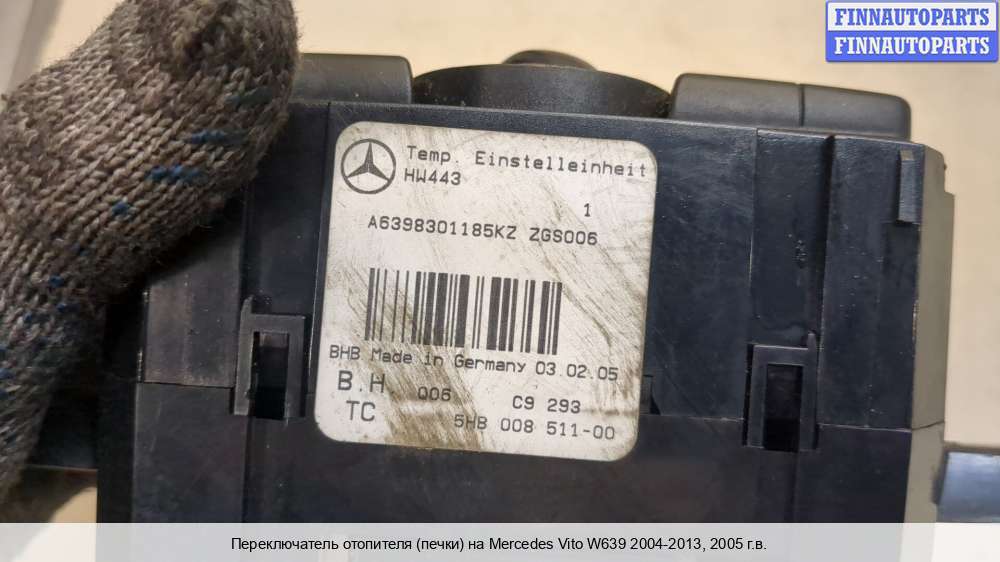 FINNAUTOPARTS
FINNAUTOPARTS
Temp. Einstelleinheit
HW443
1
A6398301185KZ ZGS006
BHB Made in Germany 03.02.05
B.H 006 C9 293
TC 5HB 008 511-00
Переключатель отопителя (печки) на Mercedes Vito W639 2004-2013, 2005 г.в.